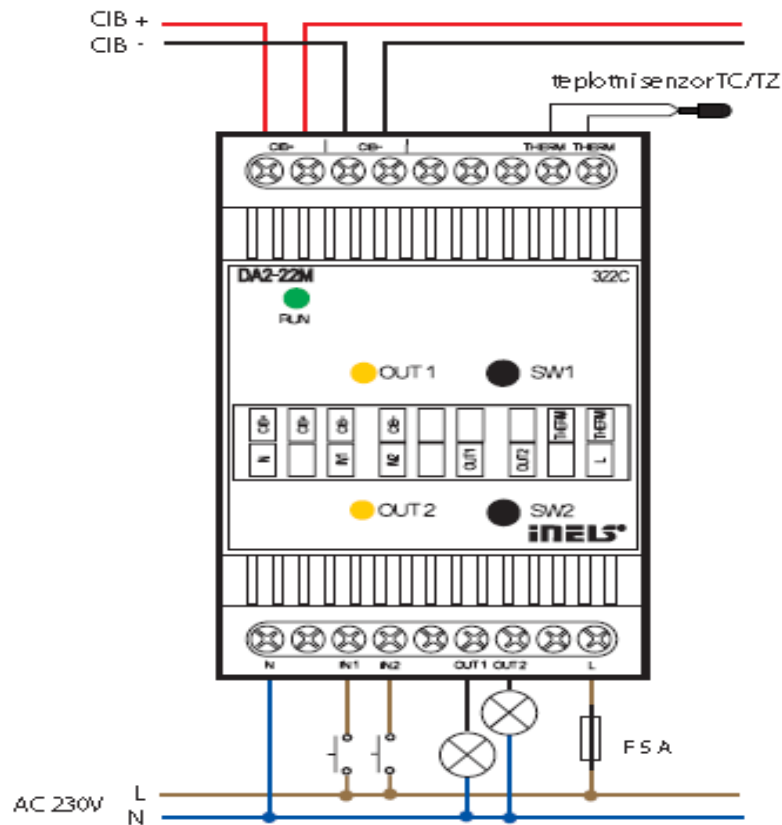 CIB +
CIB -
teplotní senzor TC/TZ
CIB+ CIB- THERM THERM
DA2-22M 322C
RUN
OUT 1 SW1
CIB+ CIB+ CIB- CIB- THERM THERM
N IN1 IN2 OUT1 OUT2 L
OUT 2 SW2
iNELS
N IN1 IN2 OUT1 OUT2 L
F 5 A
AC 230V L
N